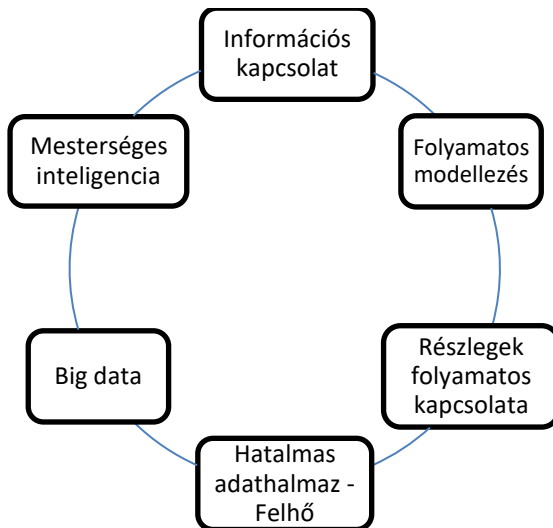 Információs
kapcsolat
Folyamatos
modellezés
Részlegek
folyamatos
kapcsolata
Hatalmas
adathalmaz -
Felhő
Big data
Mesterséges
inteligencia